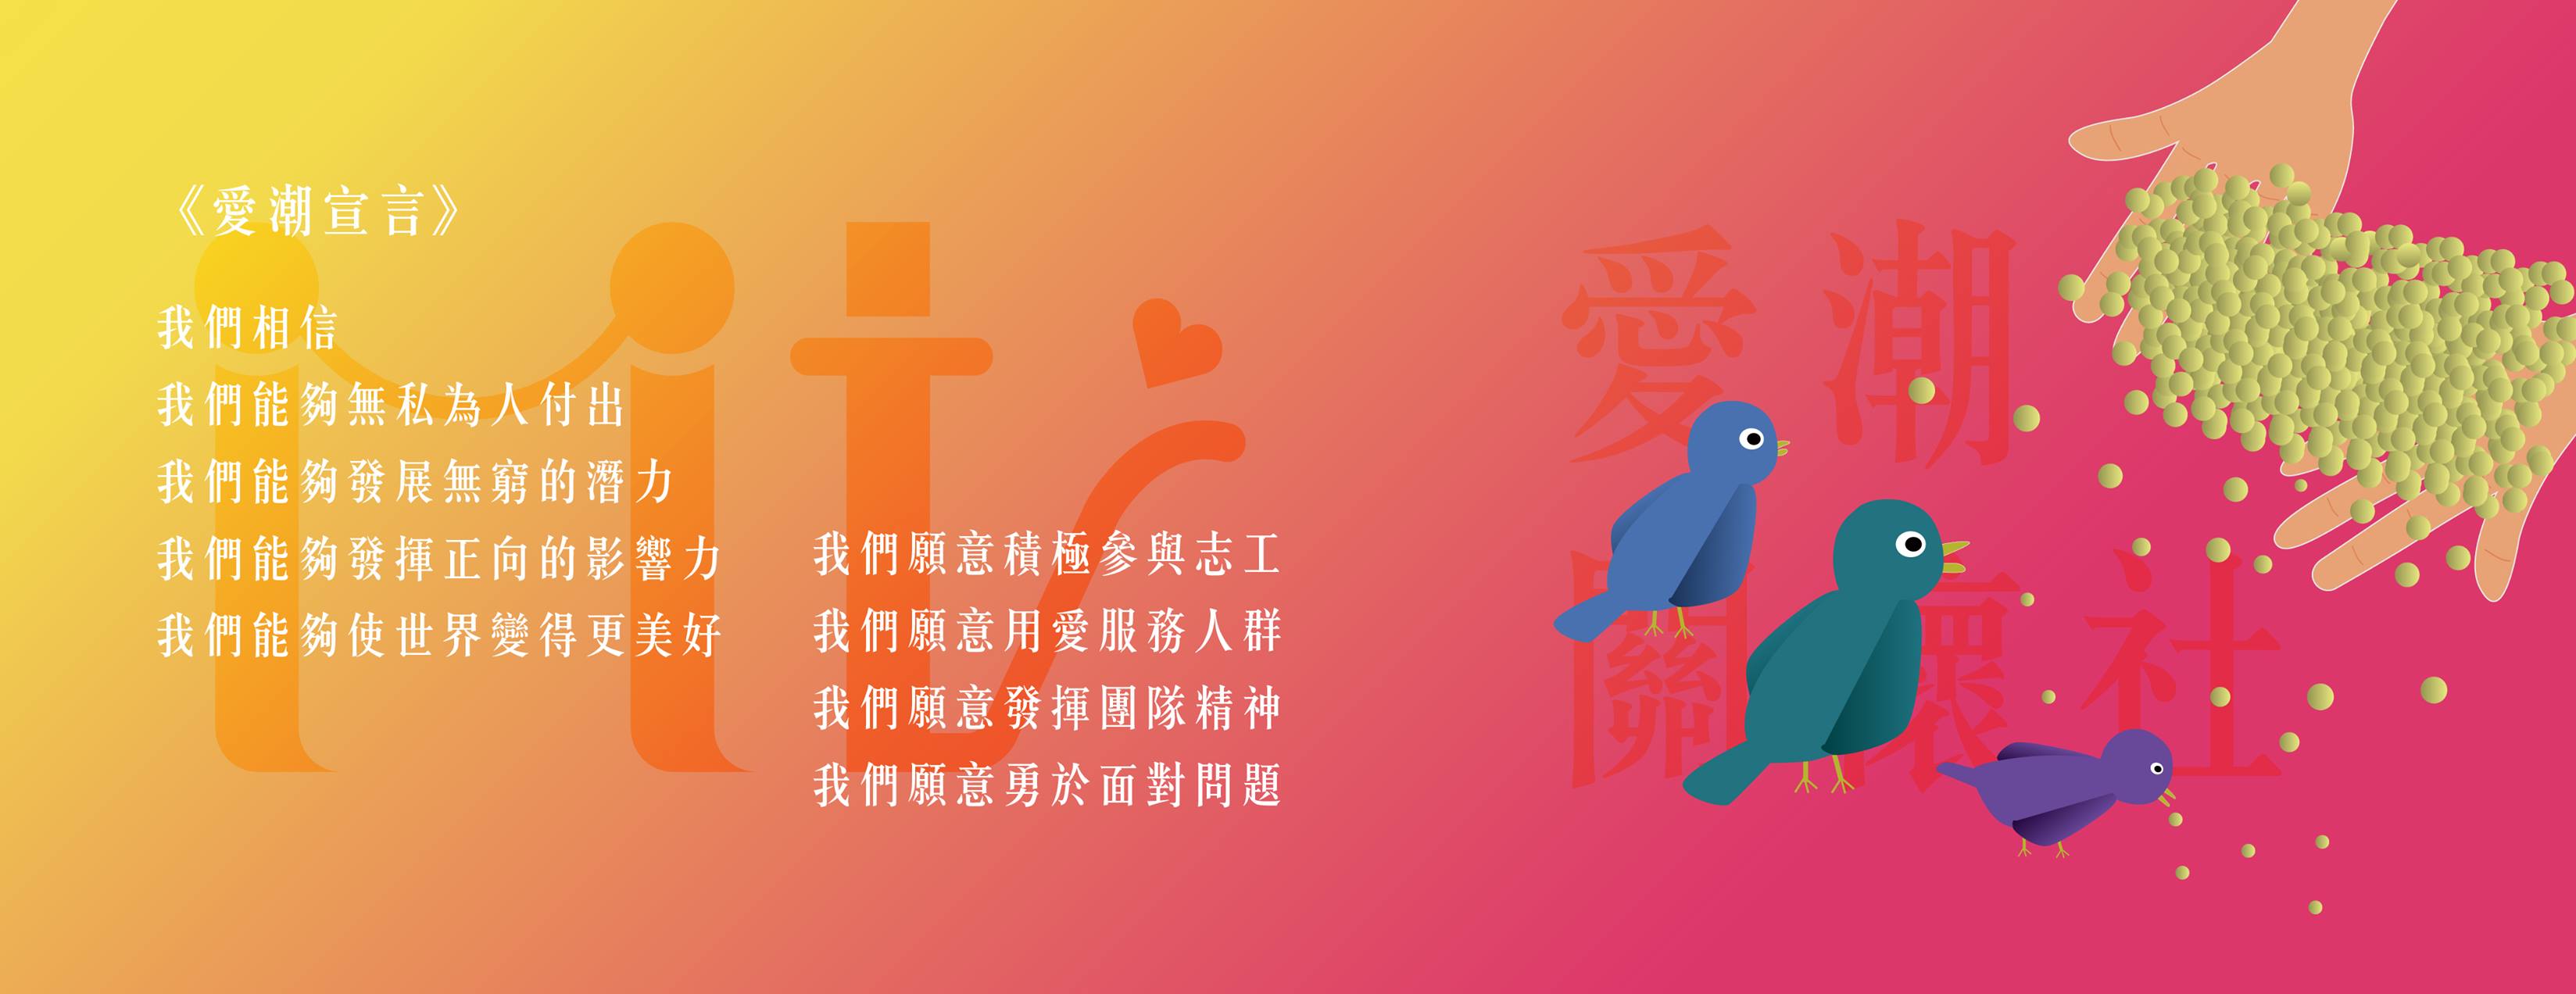 《愛潮宣言》
我們相信
我們能夠無私為人付出
我們能夠發展無窮的潛力
我們能夠發揮正向的影響力
我們能夠使世界變得更美好
我們願意積極參與志工
我們願意用愛服務人群
我們願意發揮團隊精神
我們願意勇於面對問題
愛潮
關懷社